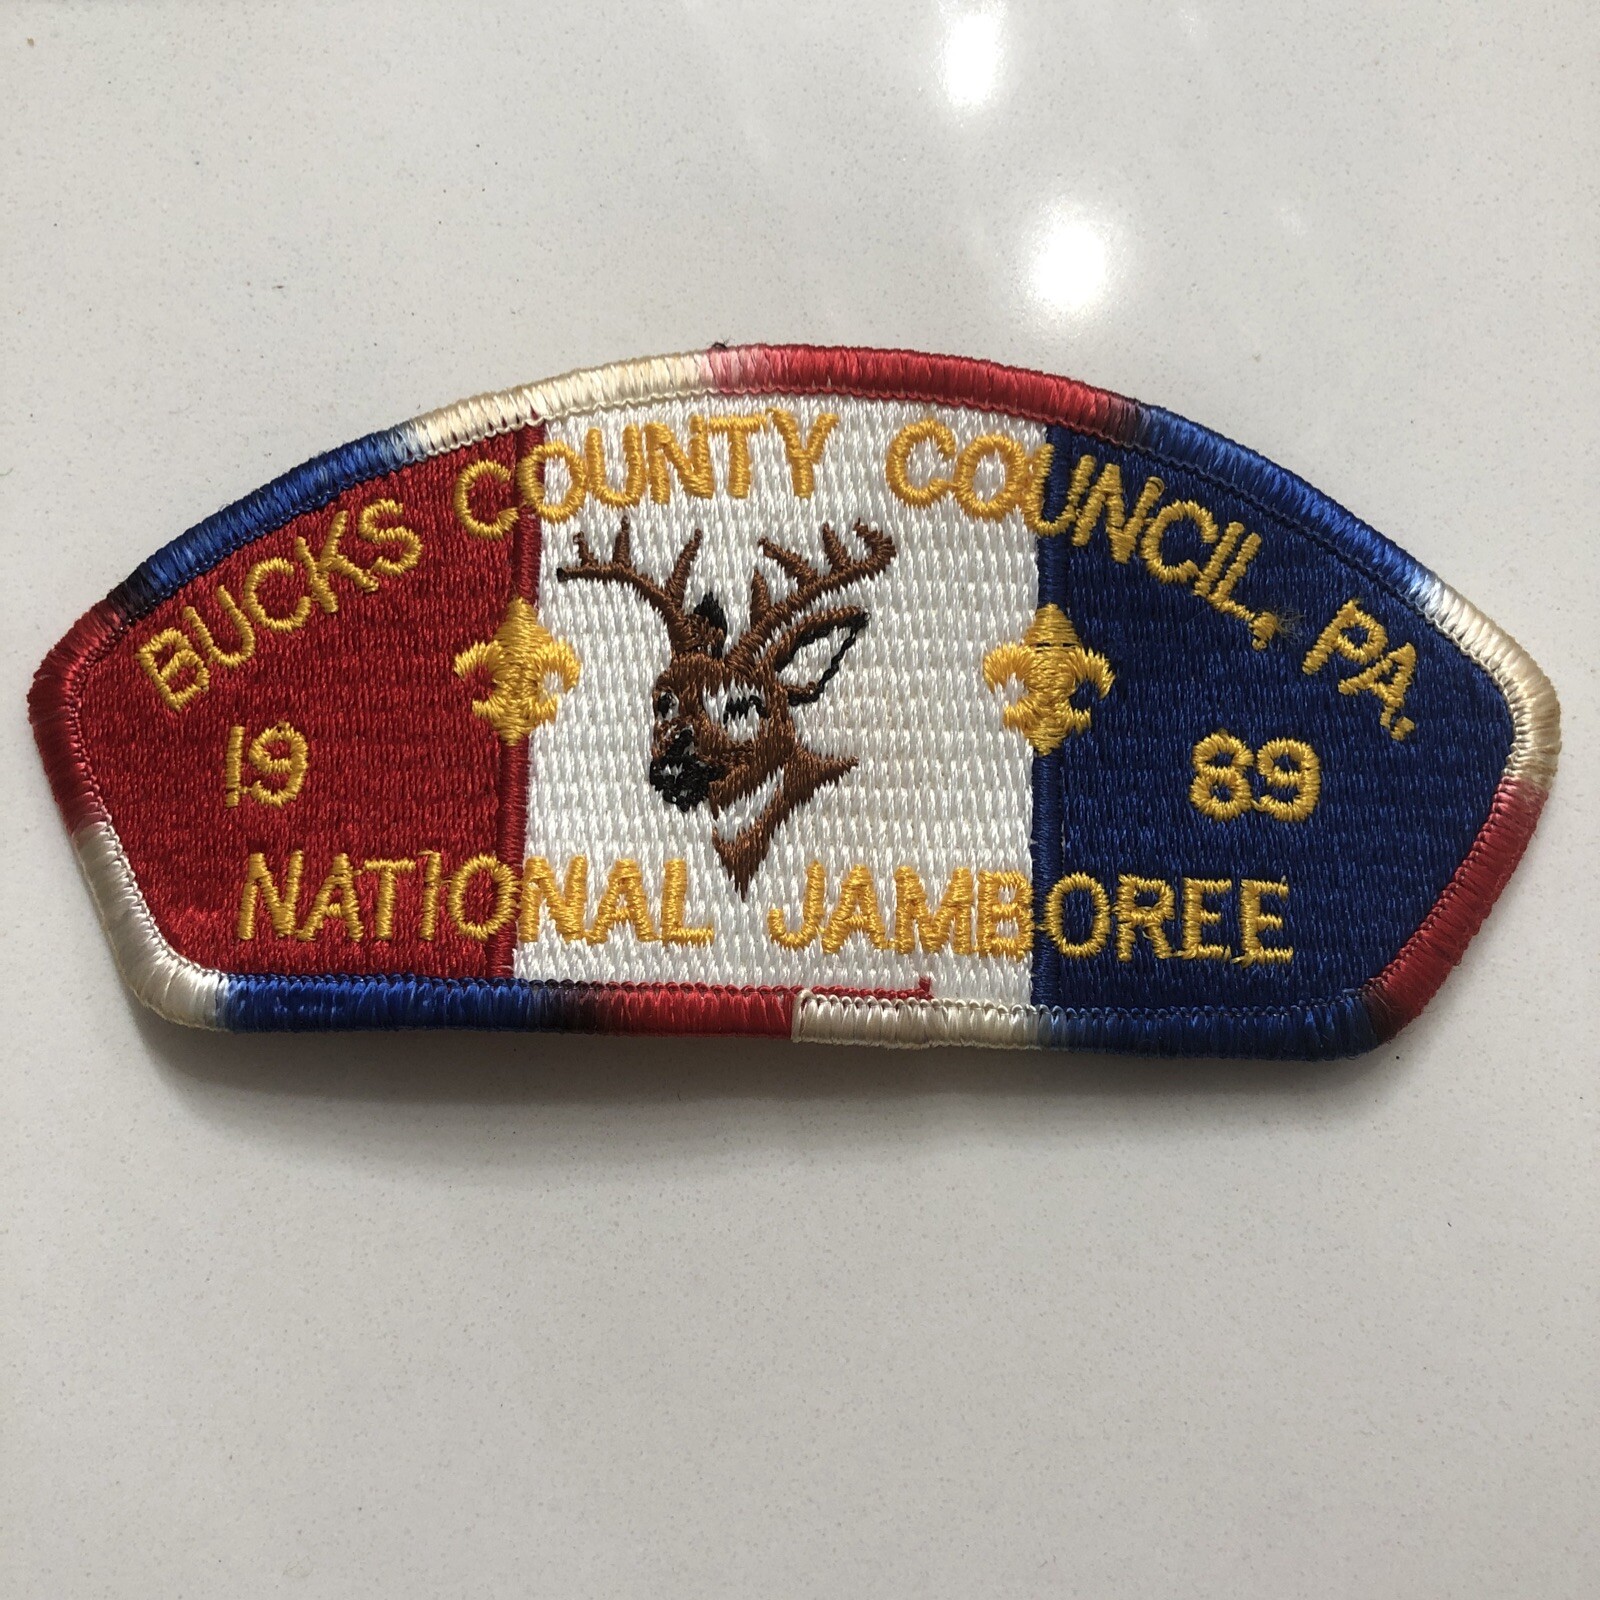 BUCKS COUNTY COUNCIL, PA.
19 89
NATIONAL JAMBOREE